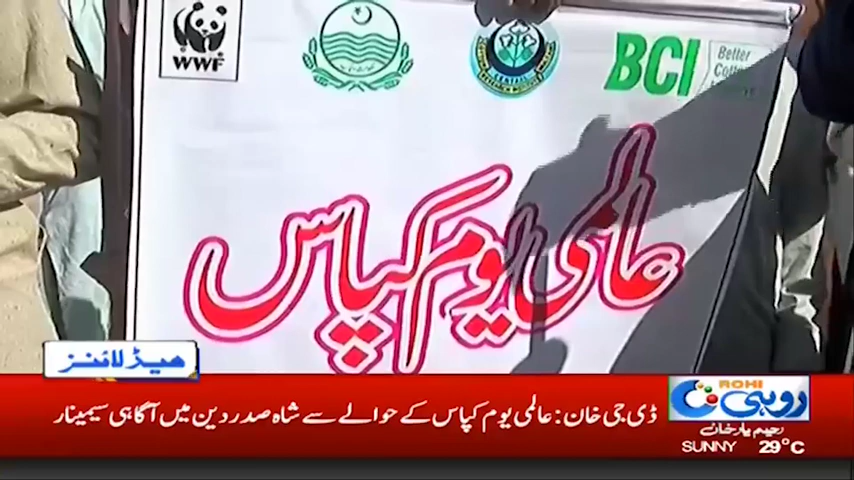 WWF
CENTRAL
BCI
Better
عالمی یوم کپاس
ہیڈ لائنز
ROHI
روہی
ڈی جی خان : عالمی یوم کپاس کے حوالے سے شاہ صدر دین میں آگاہی سیمینار
رحیم یار خان
SUNNY 29°C